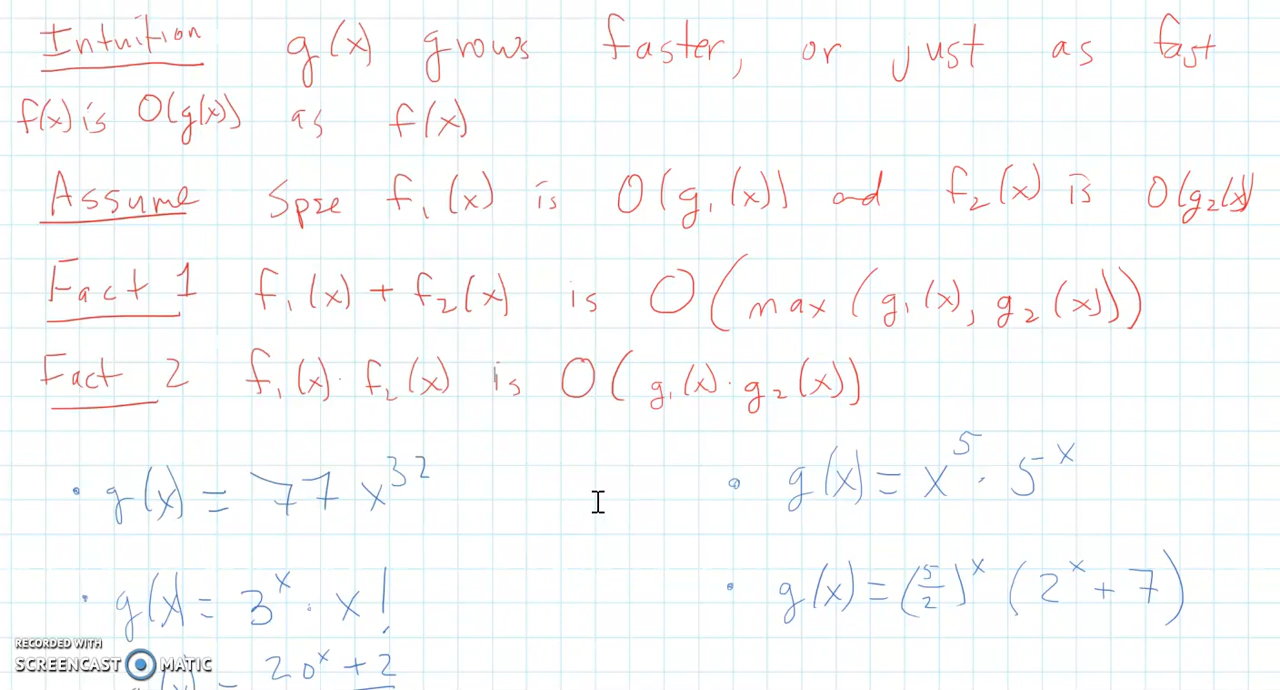 Intuition g(x) grows faster, or just as fast
f(x) is O(g(x)) as f(x)
Assume Spse f₁(x) is O(g₁(x)) and f₂(x) is O(g₂(x)
Fact 1 f₁(x) + f₂(x) is O(max(g₁(x), g₂(x)))
Fact 2 f₁(x) · f₂(x) is O(g₁(x) · g₂(x))
• g(x) = 77 x³²
• g(x) = x⁵ · 5ˣ
• g(x) = 3ˣ · x!
• g(x) = (5/2)ˣ (2ˣ + 7)
g(x) = 20ˣ + 2
RECORDED WITH
SCREENCAST MATIC